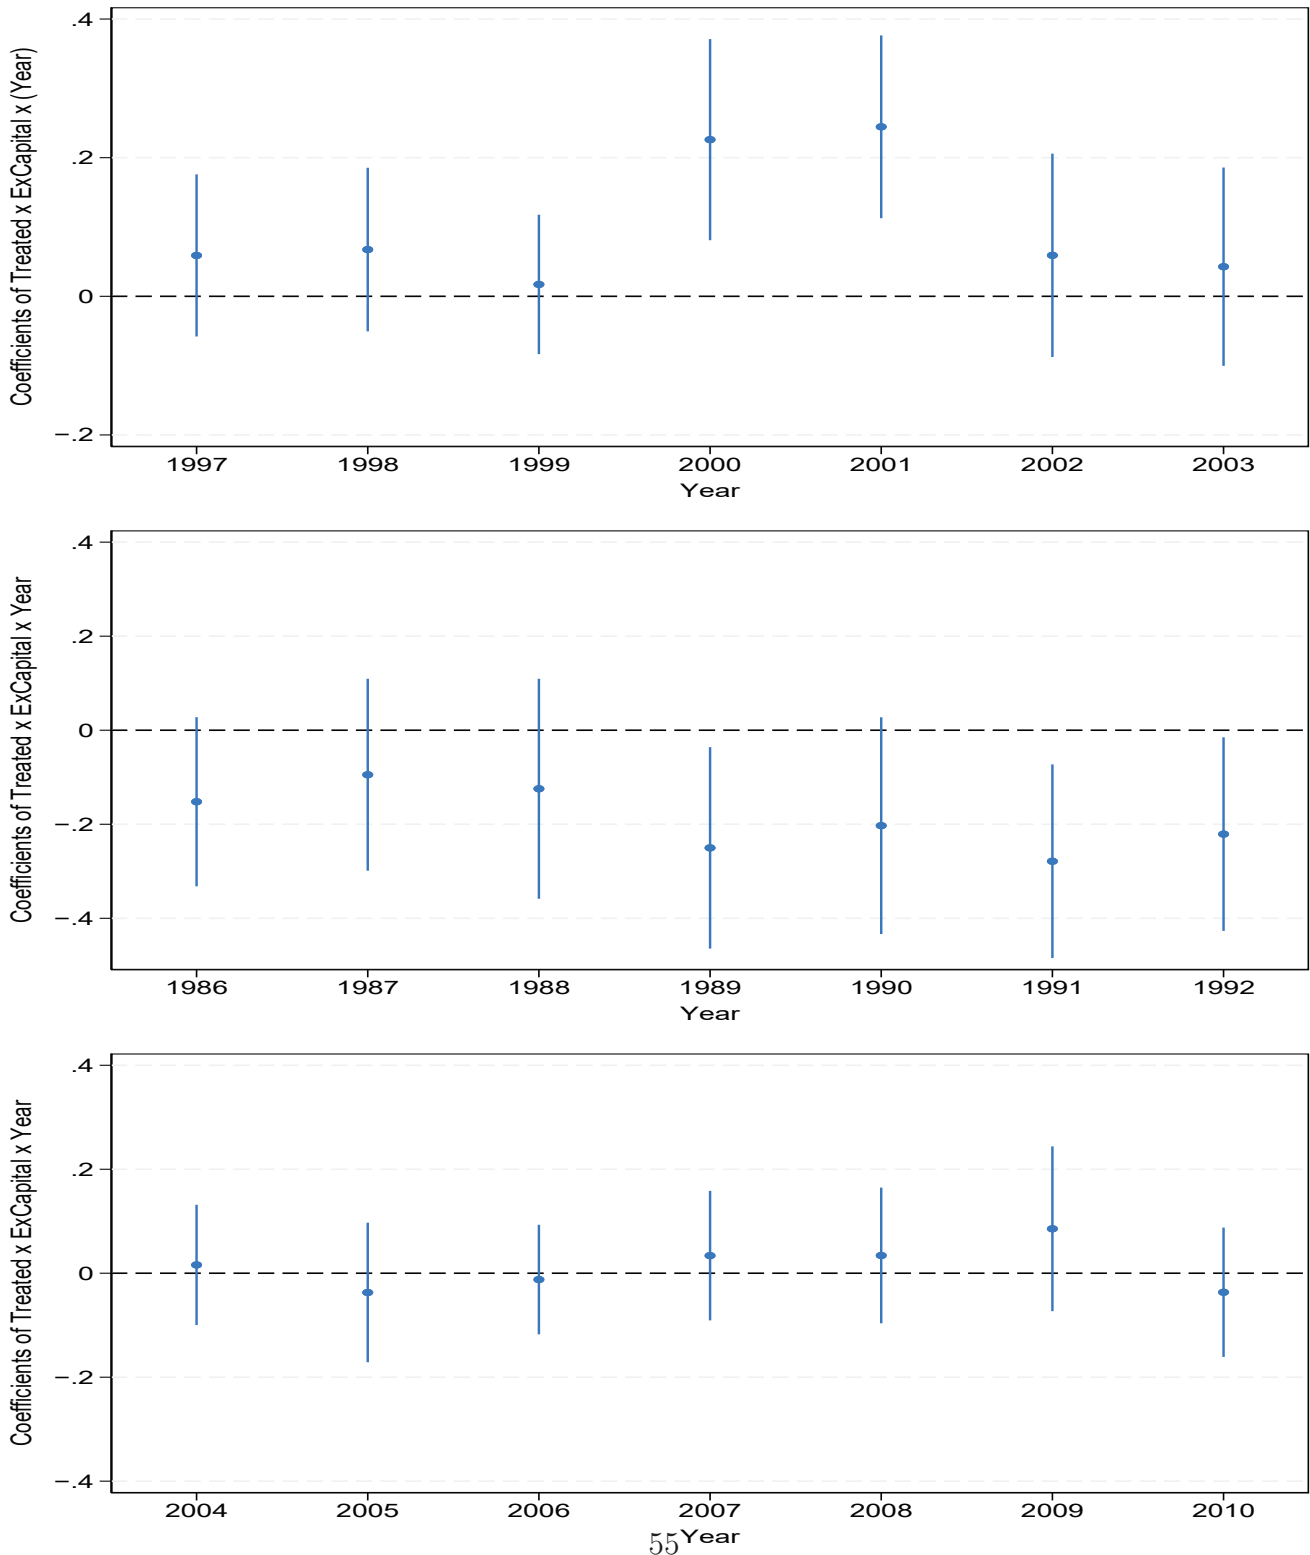 Coefficients of Treated x ExCapital x (Year)
.4
.2
0
−.2
1997 1998 1999 2000 2001 2002 2003
Year
Coefficients of Treated x ExCapital x Year
.4
.2
0
−.2
−.4
1986 1987 1988 1989 1990 1991 1992
Year
Coefficients of Treated x ExCapital x Year
.4
.2
0
−.2
−.4
2004 2005 2006 2007 2008 2009 2010
Year
55